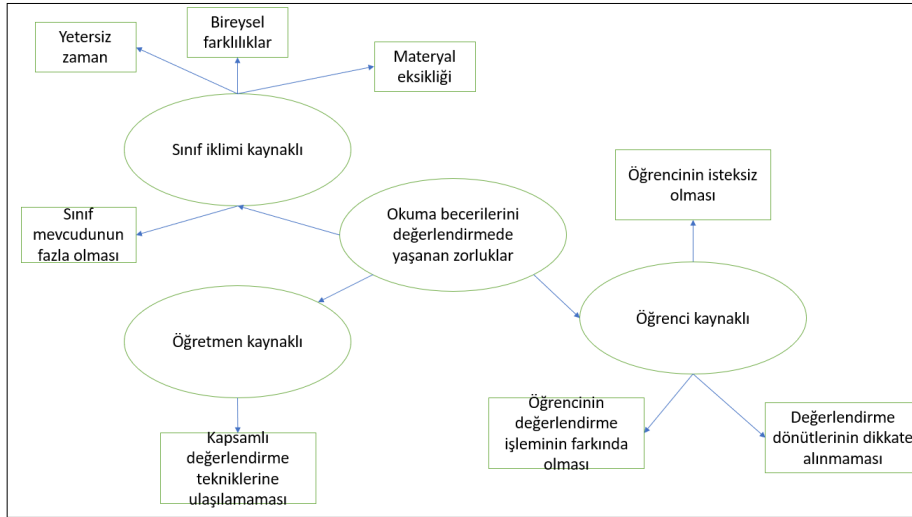 Yetersiz
zaman
Bireysel
farklılıklar
Materyal
eksikliği
Sınıf iklimi kaynaklı
Öğrencinin isteksiz
olması
Sınıf
mevcudunun
fazla olması
Okuma becerilerini
değerlendirmede
yaşanan zorluklar
Öğretmen kaynaklı
Öğrenci kaynaklı
Kapsamlı
değerlendirme
tekniklerine
ulaşılamaması
Öğrencinin
değerlendirme
işleminin farkında
olması
Değerlendirme
dönütlerinin dikkate
alınmaması